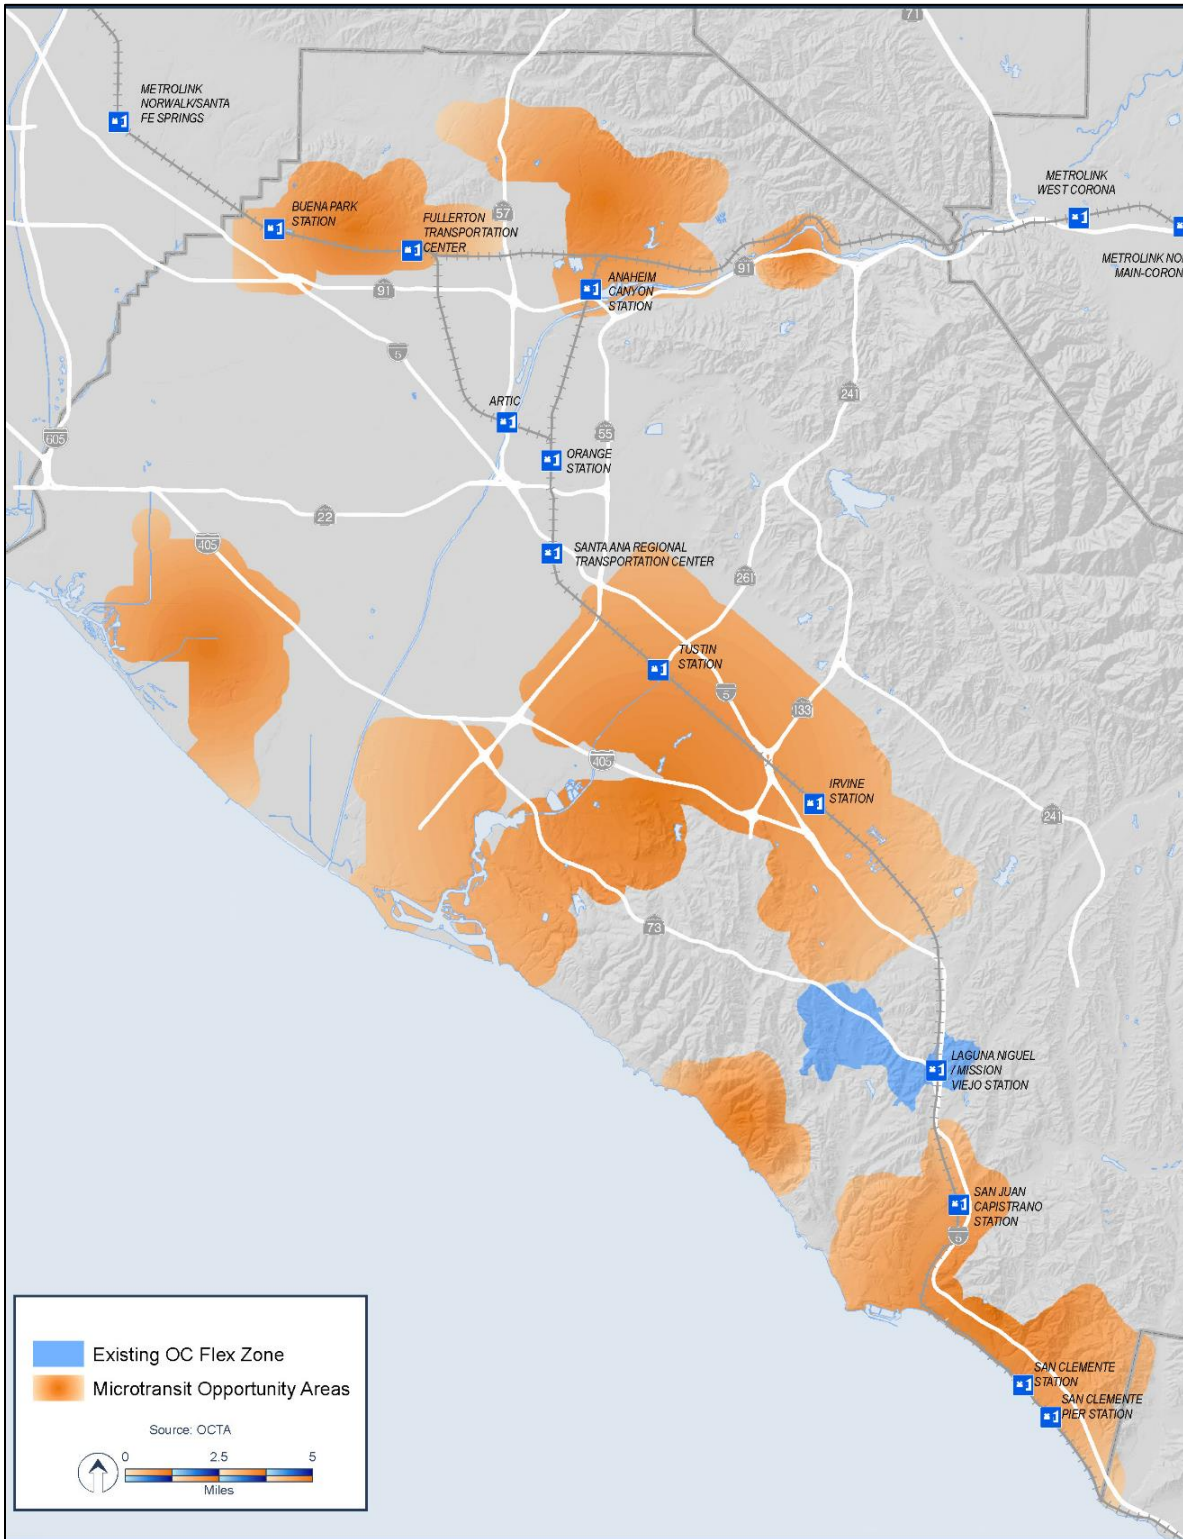 71
METROLINK
NORWALK/SANTA
FE SPRINGS
METROLINK
WEST CORONA
BUENA PARK
STATION
57
FULLERTON
TRANSPORTATION
CENTER
METROLINK NOR
MAIN-CORON
91
91
ANAHEIM
CANYON
STATION
5
241
ARTIC
55
605
ORANGE
STATION
22
405
SANTA ANA REGIONAL
TRANSPORTATION CENTER
261
TUSTIN
STATION
5
133
405
IRVINE
STATION
241
73
LAGUNA NIGUEL
/ MISSION
VIEJO STATION
SAN JUAN
CAPISTRANO
STATION
5
SAN CLEMENTE
STATION
SAN CLEMENTE
PIER STATION
Existing OC Flex Zone
Microtransit Opportunity Areas
Source: OCTA
0 2.5 5
Miles